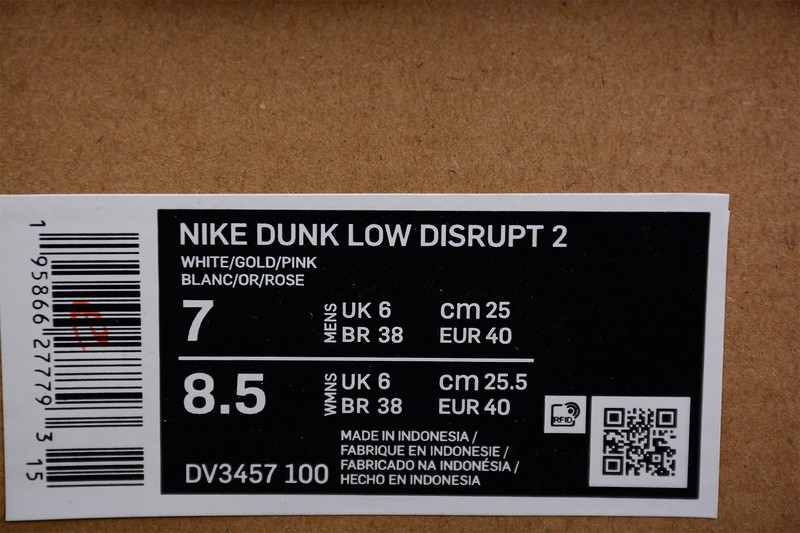 1 95866 27779 3 15
NIKE DUNK LOW DISRUPT 2
WHITE/GOLD/PINK
BLANC/OR/ROSE
7 MENS UK 6 cm 25
BR 38 EUR 40
8.5 WMNS UK 6 cm 25.5
BR 38 EUR 40
RFID
DV3457 100
MADE IN INDONESIA /
FABRIQUE EN INDONESIE /
FABRICADO NA INDONÉSIA /
HECHO EN INDONESIA